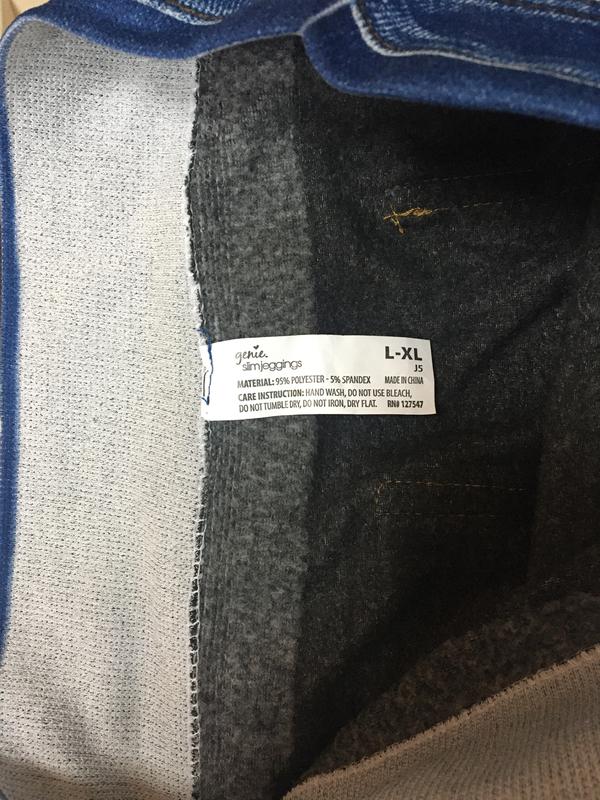 genie.
slimjeggings
L-XL
J5
MATERIAL: 95% POLYESTER - 5% SPANDEX MADE IN CHINA
CARE INSTRUCTION: HAND WASH, DO NOT USE BLEACH,
DO NOT TUMBLE DRY, DO NOT IRON, DRY FLAT. RN# 127547